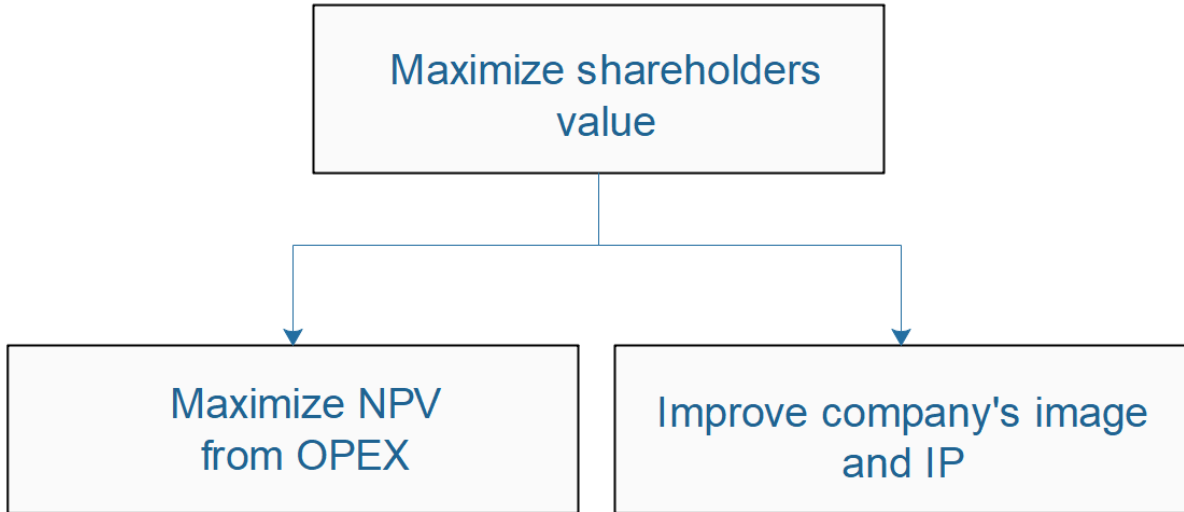 Maximize shareholders
value
Maximize NPV
from OPEX
Improve company's image
and IP